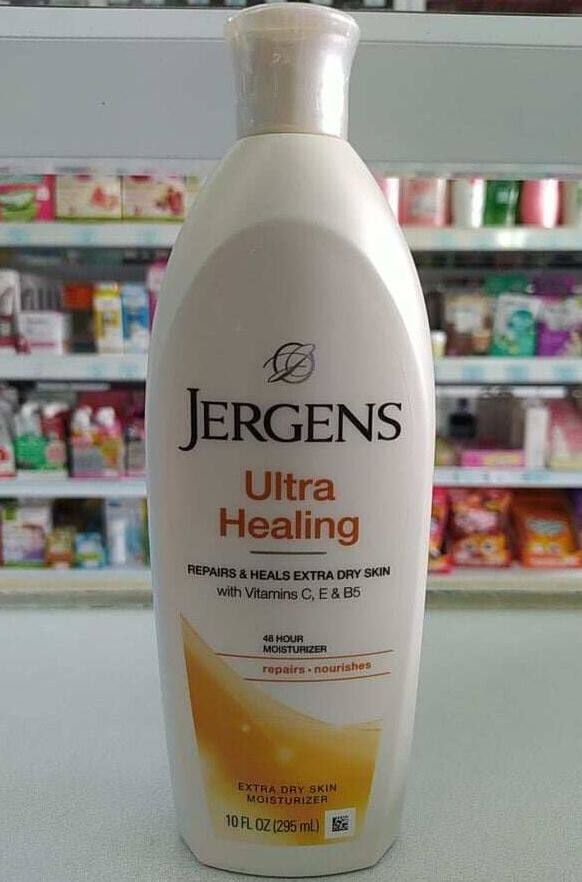 JERGENS
Ultra
Healing
REPAIRS & HEALS EXTRA DRY SKIN
with Vitamins C, E & B5
48 HOUR
MOISTURIZER
repairs • nourishes
EXTRA DRY SKIN
MOISTURIZER
10 FL OZ (295 mL)